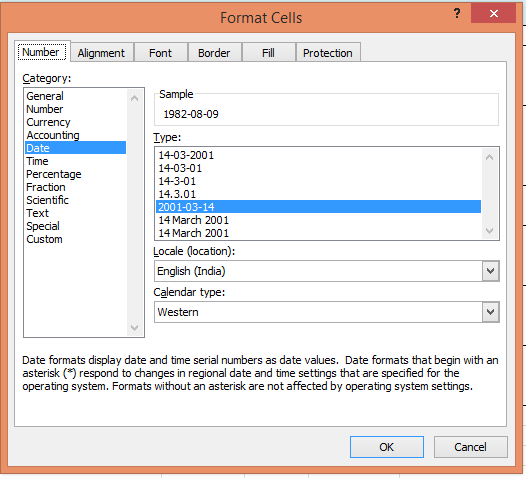 Format Cells
?
Number Alignment Font Border Fill Protection
Category:
General
Number
Currency
Accounting
Date
Time
Percentage
Fraction
Scientific
Text
Special
Custom
Sample
1982-08-09
Type:
14-03-2001
14-03-01
14-3-01
14.3.01
2001-03-14
14 March 2001
14 March 2001
Locale (location):
English (India)
Calendar type:
Western
Date formats display date and time serial numbers as date values.  Date formats that begin with an
asterisk (*) respond to changes in regional date and time settings that are specified for the
operating system. Formats without an asterisk are not affected by operating system settings.
OK Cancel